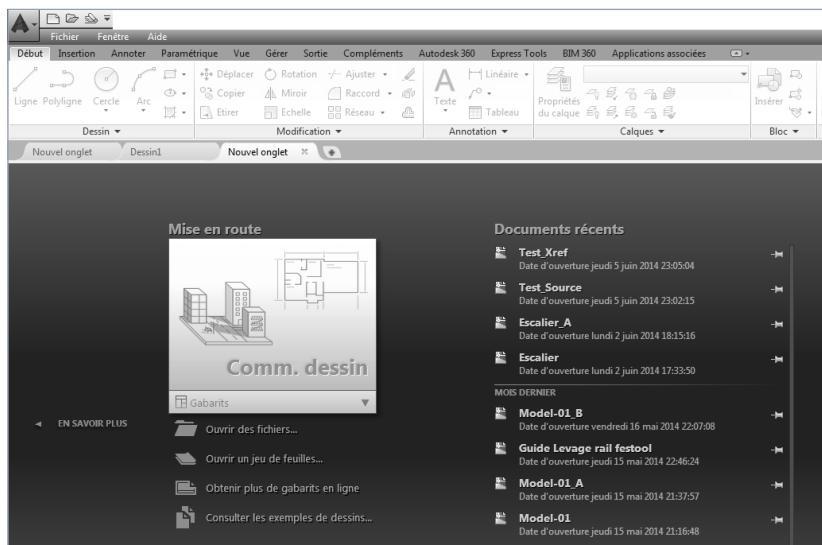 Fichier Fenêtre Aide
Début Insertion Annoter Paramétrique Vue Gérer Sortie Compléments Autodesk 360 Express Tools BIM 360 Applications associées
Ligne Polyligne Cercle Arc
Déplacer Rotation Ajuster
Copier Miroir Raccord
Etirer Echelle Réseau
Texte
Linéaire
Tableau
Propriétés du calque
Insérer
Dessin Modification Annotation Calques Bloc
Nouvel onglet Dessin1 Nouvel onglet
Mise en route
Comm. dessin
Gabarits
EN SAVOIR PLUS
Ouvrir des fichiers...
Ouvrir un jeu de feuilles...
Obtenir plus de gabarits en ligne
Consulter les exemples de dessins...
Documents récents
Test_Xref
Date d'ouverture jeudi 5 juin 2014 23:05:04
Test_Source
Date d'ouverture jeudi 5 juin 2014 23:02:15
Escalier_A
Date d'ouverture lundi 2 juin 2014 18:15:16
Escalier
Date d'ouverture lundi 2 juin 2014 17:33:50
MOIS DERNIER
Model-01_B
Date d'ouverture vendredi 16 mai 2014 22:07:08
Guide Levage rail festool
Date d'ouverture jeudi 15 mai 2014 22:46:24
Model-01_A
Date d'ouverture jeudi 15 mai 2014 21:37:57
Model-01
Date d'ouverture jeudi 15 mai 2014 21:16:48